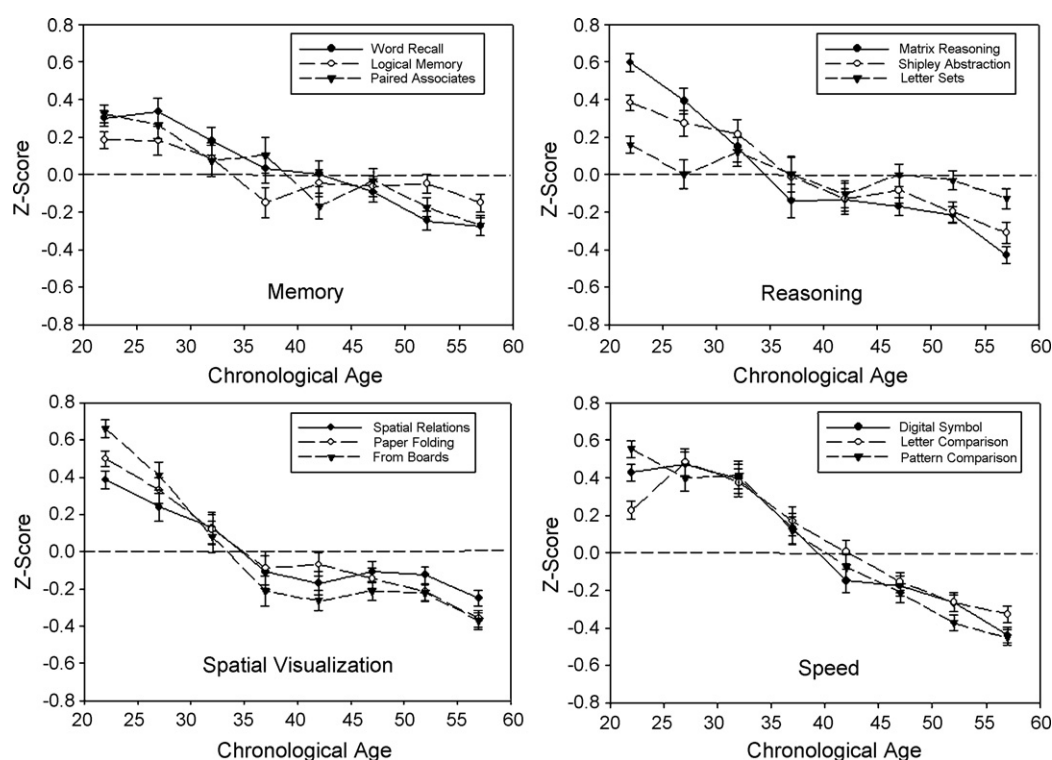 0.8
0.6
0.4
0.2
0.0
-0.2
-0.4
-0.6
-0.8
Z-Score
Word Recall
Logical Memory
Paired Associates
Memory
20 25 30 35 40 45 50 55 60
Chronological Age
0.8
0.6
0.4
0.2
0.0
-0.2
-0.4
-0.6
-0.8
Z-Score
Matrix Reasoning
Shipley Abstraction
Letter Sets
Reasoning
20 25 30 35 40 45 50 55 60
Chronological Age
0.8
0.6
0.4
0.2
0.0
-0.2
-0.4
-0.6
-0.8
Z-Score
Spatial Relations
Paper Folding
From Boards
Spatial Visualization
20 25 30 35 40 45 50 55 60
Chronological Age
0.8
0.6
0.4
0.2
0.0
-0.2
-0.4
-0.6
-0.8
Z-Score
Digital Symbol
Letter Comparison
Pattern Comparison
Speed
20 25 30 35 40 45 50 55 60
Chronological Age